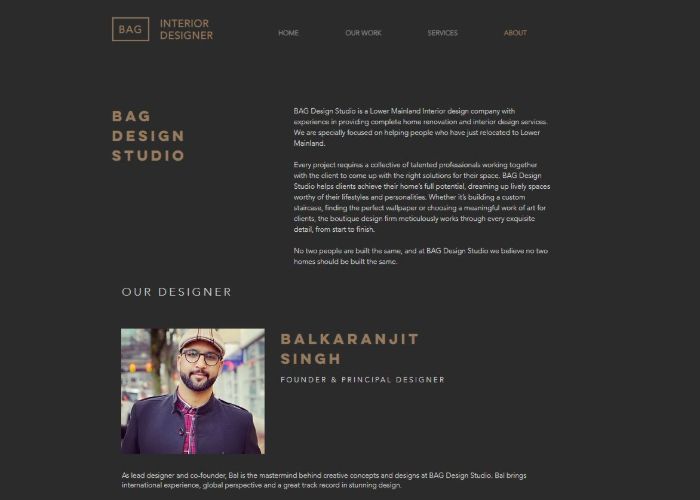 BAG
INTERIOR
DESIGNER
HOME
OUR WORK
SERVICES
ABOUT
BAG
DESIGN
STUDIO
BAG Design Studio is a Lower Mainland Interior design company with
experience in providing complete home renovation and interior design services.
We are specially focused on helping people who have just relocated to Lower
Mainland.
Every project requires a collective of talented professionals working together
with the client to come up with the right solutions for their space. BAG Design
Studio helps clients achieve their home's full potential, dreaming up lively spaces
worthy of their lifestyles and personalities. Whether it's building a custom
staircase, finding the perfect wallpaper or choosing a meaningful work of art for
clients, the boutique design firm meticulously works through every exquisite
detail, from start to finish.
No two people are built the same, and at BAG Design Studio we believe no two
homes should be built the same.
OUR DESIGNER
BALKARANJIT
SINGH
FOUNDER & PRINCIPAL DESIGNER
As lead designer and co-founder, Bal is the mastermind behind creative concepts and designs at BAG Design Studio. Bal brings
international experience, global perspective and a great track record in stunning design.